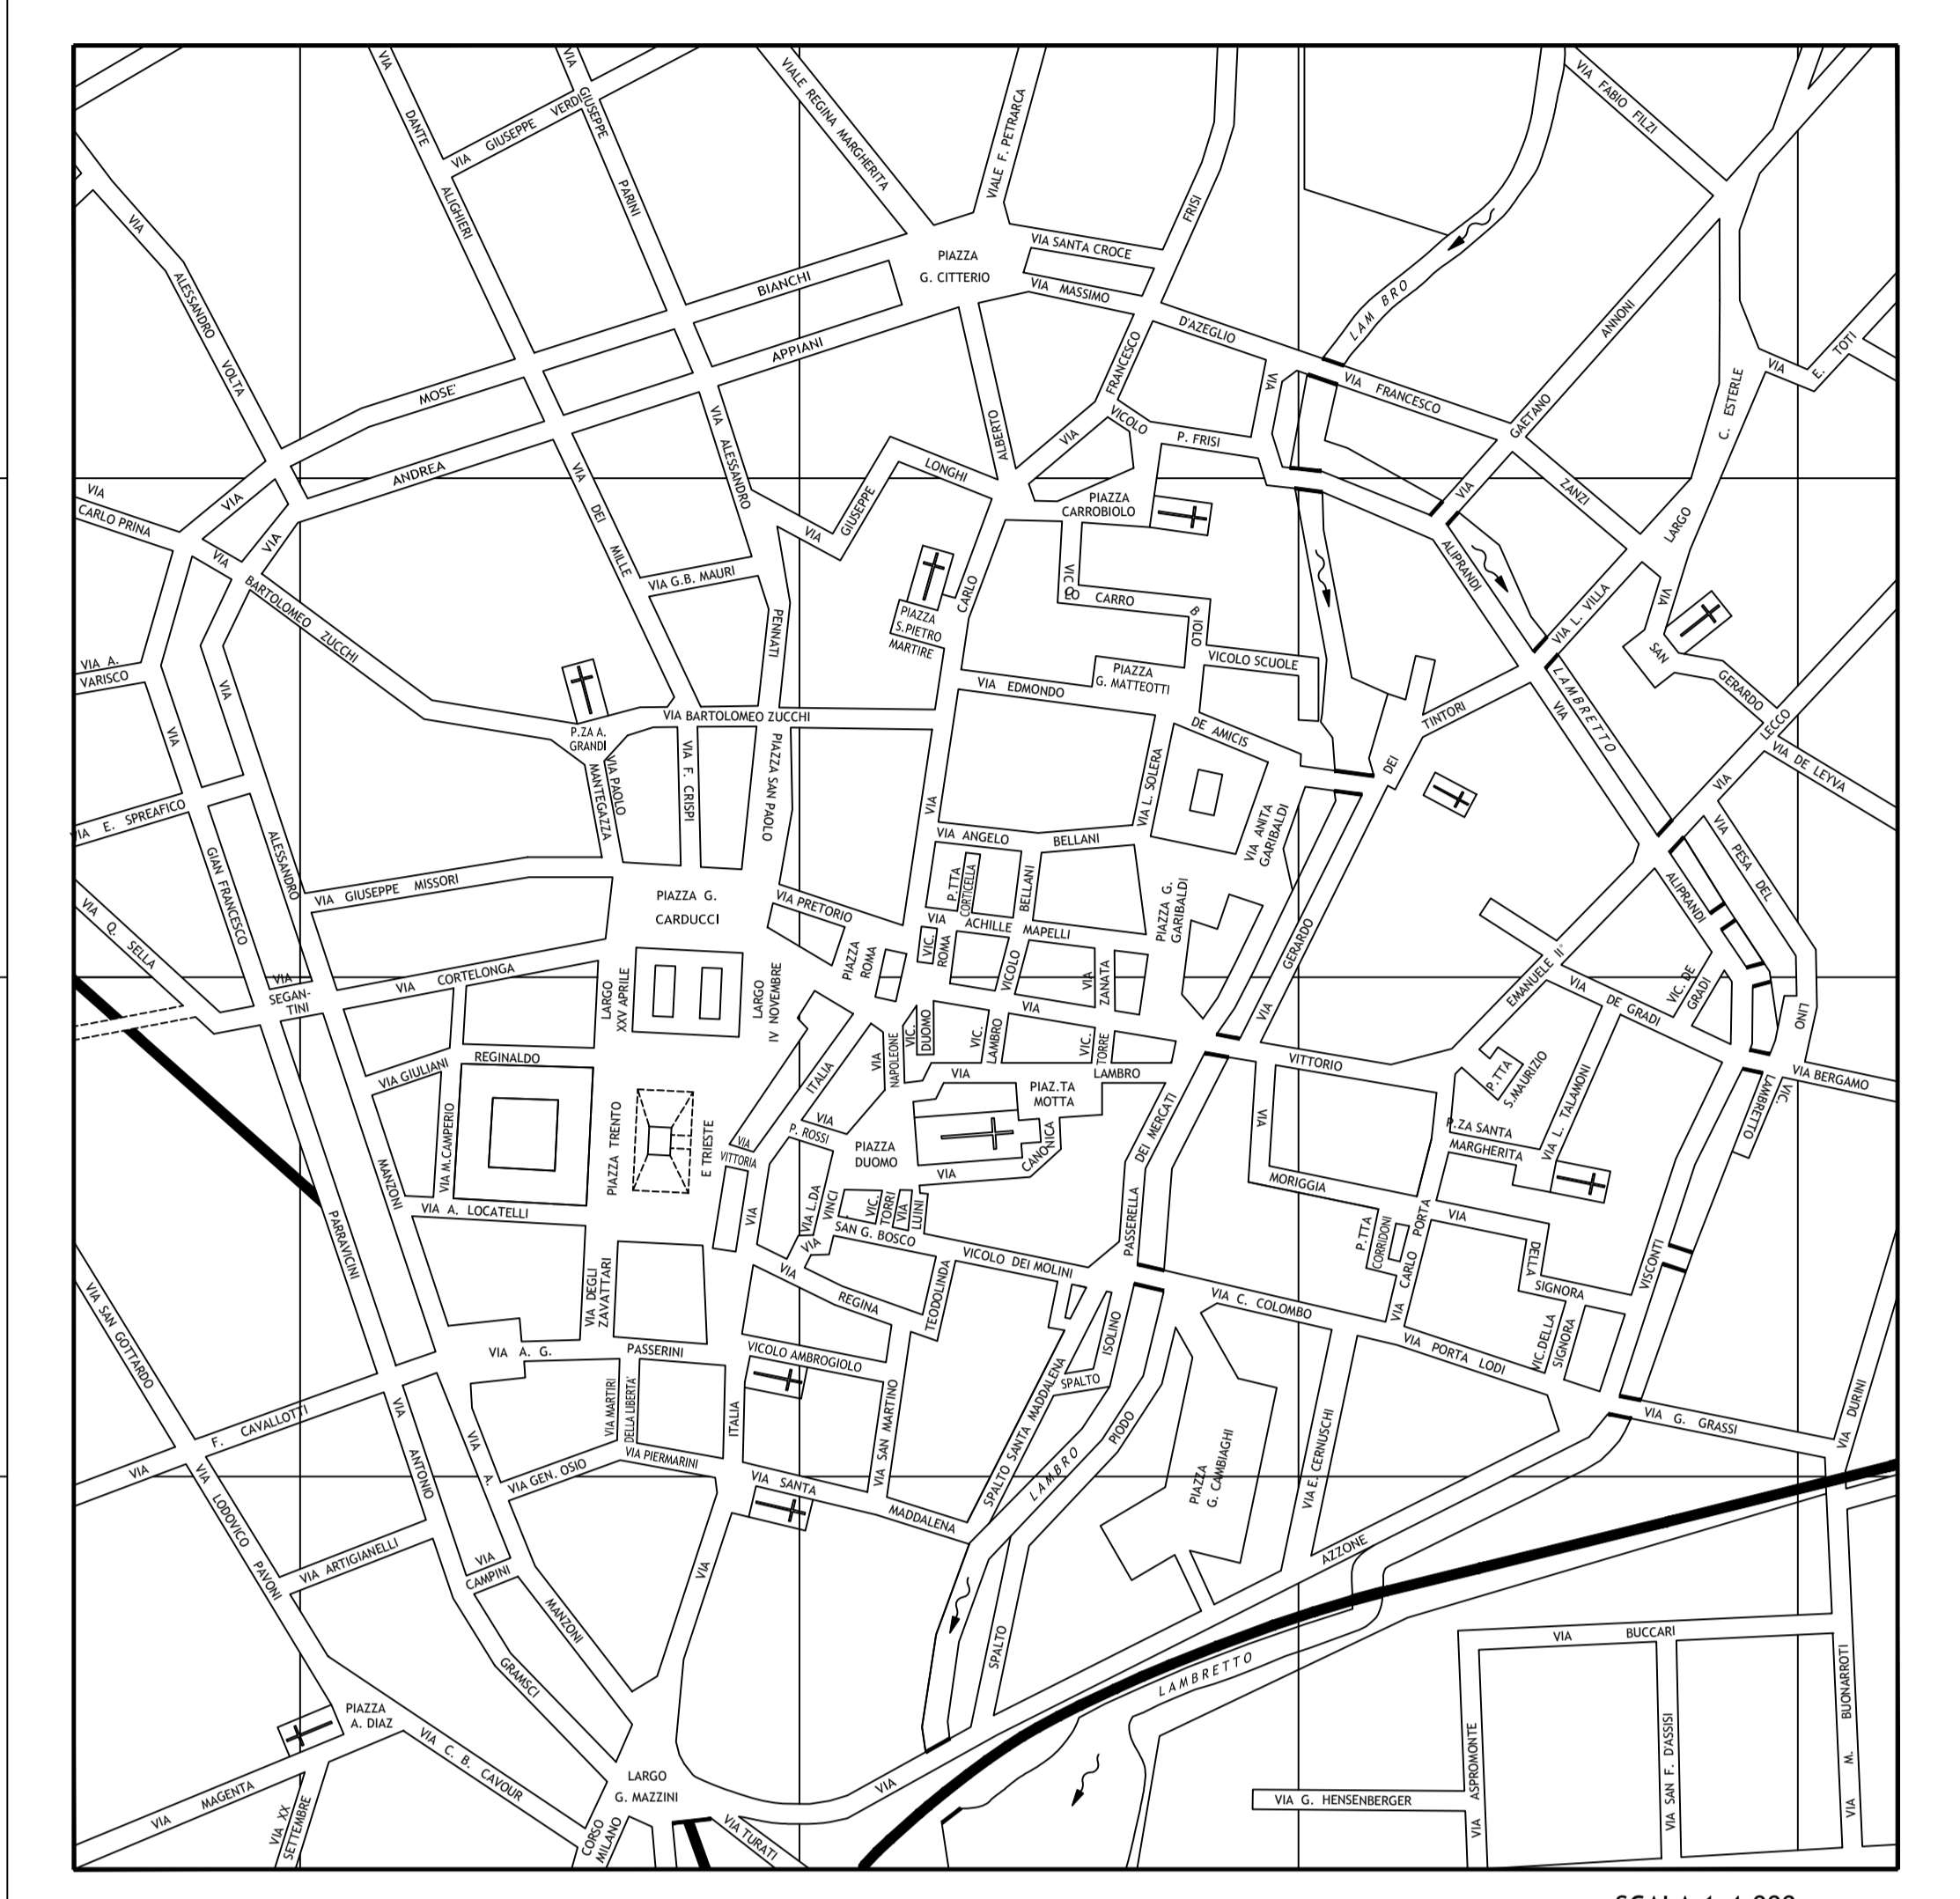 VIA
DANTE
ALIGHIERI
VIA GIUSEPPE VERDI
VIA
GIUSEPPE
PARINI
VIALE REGINA MARGHERITA
VIALE F. PETRARCA
FRISI
VIA FABIO FILZI
VIA
ALESSANDRO
VOLTA
PIAZZA
G. CITTERIO
VIA SANTA CROCE
VIA MASSIMO
D'AZEGLIO
BIANCHI
APPIANI
MOSE'
ANDREA
LAMBRO
ANNONI
GAETANO
VIA
VIA FRANCESCO
VIA
C. ESTERLE
LARGO
VIA
E. TOTI
FRANCESCO
VIA
VICOLO
P. FRISI
ALBERTO
VIA
ALESSANDRO
LONGHI
GIUSEPPE
VIA
ZANZI
VIA
CARLO PRINA
VIA
VIA
VIA
BARTOLOMEO ZUCCHI
VIA
DEI
MILLE
VIA G.B. MAURI
PENNATI
PIAZZA
CARROBIOLO
VIC
CARRO
B IOLO
CARLO
PIAZZA
S.PIETRO
MARTIRE
ALIPRANDI
VIA L. VILLA
VIA
SAN
GERARDO
LECCO
VIA DE LEYVA
VIA A.
VARISCO
VIA
VIA
VIA EDMONDO
PIAZZA
G. MATTEOTTI
VICOLO SCUOLE
DE AMICIS
TINTORI
DEI
LAMBRETTO
VIA
VIA
VIA BARTOLOMEO ZUCCHI
P.ZA A.
GRANDI
VIA PAOLO
MANTEGAZZA
VIA F. CRISPI
PIAZZA SAN PAOLO
VIA
VIA L. SOLERA
VIA ANITA
GARIBALDI
VIA E. SPREAFICO
GIAN FRANCESCO
ALESSANDRO
VIA ANGELO
BELLANI
P.TTA
CORTICELLA
BELLANI
VIA PESA DEL
LINO
ALIPRANDI
VIA GIUSEPPE MISSORI
PIAZZA G.
CARDUCCI
VIA PRETORIO
VIA
ACHILLE
MAPELLI
PIAZZA G.
GARIBALDI
VIA
Q. SELLA
PIAZZA
ROMA
VIC.
ROMA
VICOLO
VIA
ZANATA
GERARDO
VIA
EMANUELE II°
VIA
DE GRADI
VIC. DE
GRADI
VIA
SEGAN-
TINI
VIA CORTELONGA
LARGO
XXV APRILE
LARGO
IV NOVEMBRE
VIC.
DUOMO
VIC.
LAMBRO
VIA
VIC.
TORRE
VITTORIO
VIA BERGAMO
VIC.
LAMBRETTO
REGINALDO
VIA GIULIANI
VIA M.CAMPERIO
ITALIA
VIA
NAPOLEONE
VIA
LAMBRO
PIAZ.TA
MOTTA
P.TTA
S.MAURIZIO
VIA L. TALAMONI
PIAZZA TRENTO
E TRIESTE
VIA
VITTORIA
VIA
P. ROSSI
PIAZZA
DUOMO
VIA
CANONICA
DEI MERCATI
VIA
MORIGGIA
P.ZA SANTA
MARGHERITA
MANZONI
PARRAVICINI
VIA A. LOCATELLI
VIA
VIA L.DA
VINCI
VIC.
TORRI
VIA
LUINI
SAN G. BOSCO
VIA
VICOLO DEI MOLINI
PASSERELLA
P.TTA
CORRIDONI
PORTA
CARLO
VIA
VIA
DELLA
SIGNORA
VISCONTI
VIA SAN GOTTARDO
VIA DEGLI
ZAVATTARI
VIA
REGINA
TEODOLINDA
VIA C. COLOMBO
VIA PORTA LODI
VIC.DELLA
SIGNORA
VIA A. G.
PASSERINI
VICOLO AMBROGIOLO
ISOLINO
SPALTO
VIA MARTIRI
DELLA LIBERTA'
ITALIA
VIA SAN MARTINO
SPALTO SANTA MADDALENA
LAMBRO
PIODO
PIAZZA
G. CAMBIAGHI
VIA E. CERNUSCHI
VIA G. GRASSI
VIA DURINI
F. CAVALLOTTI
VIA
VIA
ANTONIO
VIA
A.
VIA GEN. OSIO
VIA PIERMARINI
VIA
SANTA
MADDALENA
VIA
LODOVICO
PAVONI
VIA ARTIGIANELLI
VIA
CAMPINI
MANZONI
VIA
AZZONE
SPALTO
GRAMSCI
LAMBRETTO
VIA
BUCCARI
PIAZZA
A. DIAZ
VIA C. B. CAVOUR
LARGO
G. MAZZINI
VIA
VIA MAGENTA
VIA XX
SETTEMBRE
CORSO
MILANO
VIA TURATI
VIA G. HENSENBERGER
VIA ASPROMONTE
VIA SAN F. D'ASSISI
VIA M. BUONARROTI